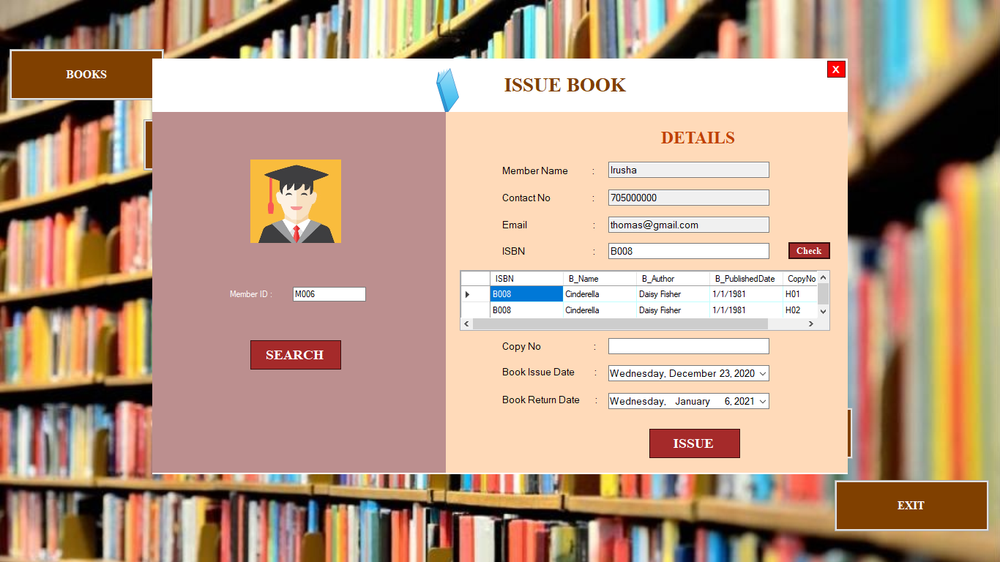 BOOKS
X
ISSUE BOOK
DETAILS
Member Name : Irusha
Contact No : 705000000
Email : thomas@gmail.com
ISBN : B008 Check
ISBN B_Name B_Author B_PublishedDate CopyNo
B008 Cinderella Daisy Fisher 1/1/1981 H01
B008 Cinderella Daisy Fisher 1/1/1981 H02
Member ID : M006
SEARCH
Copy No :
Book Issue Date : Wednesday, December 23, 2020
Book Return Date : Wednesday, January 6, 2021
ISSUE
EXIT